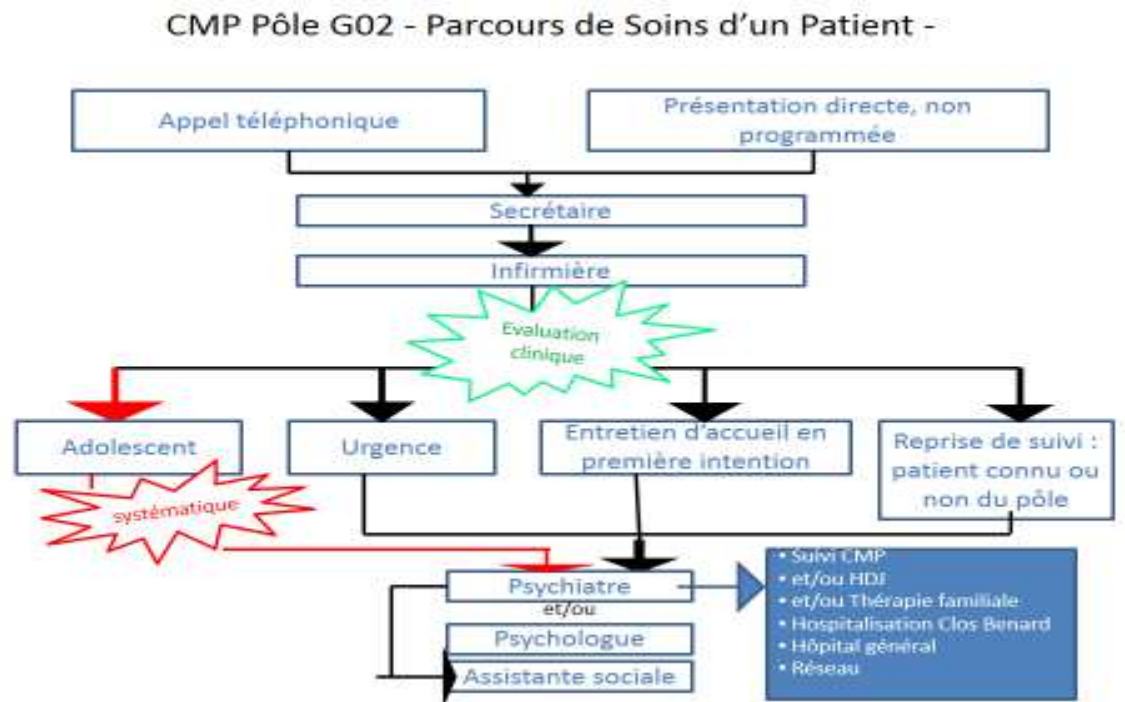 CMP Pôle G02 - Parcours de Soins d'un Patient -
Appel téléphonique
Présentation directe, non
programmée
Secrétaire
Infirmière
Evaluation
clinique
Adolescent
Urgence
Entretien d'accueil en
première intention
Reprise de suivi :
patient connu ou
non du pôle
systématique
Psychiatre
et/ou
Psychologue
Assistante sociale
• Suivi CMP
• et/ou HDJ
• et/ou Thérapie familiale
• Hospitalisation Clos Benard
• Hôpital général
• Réseau